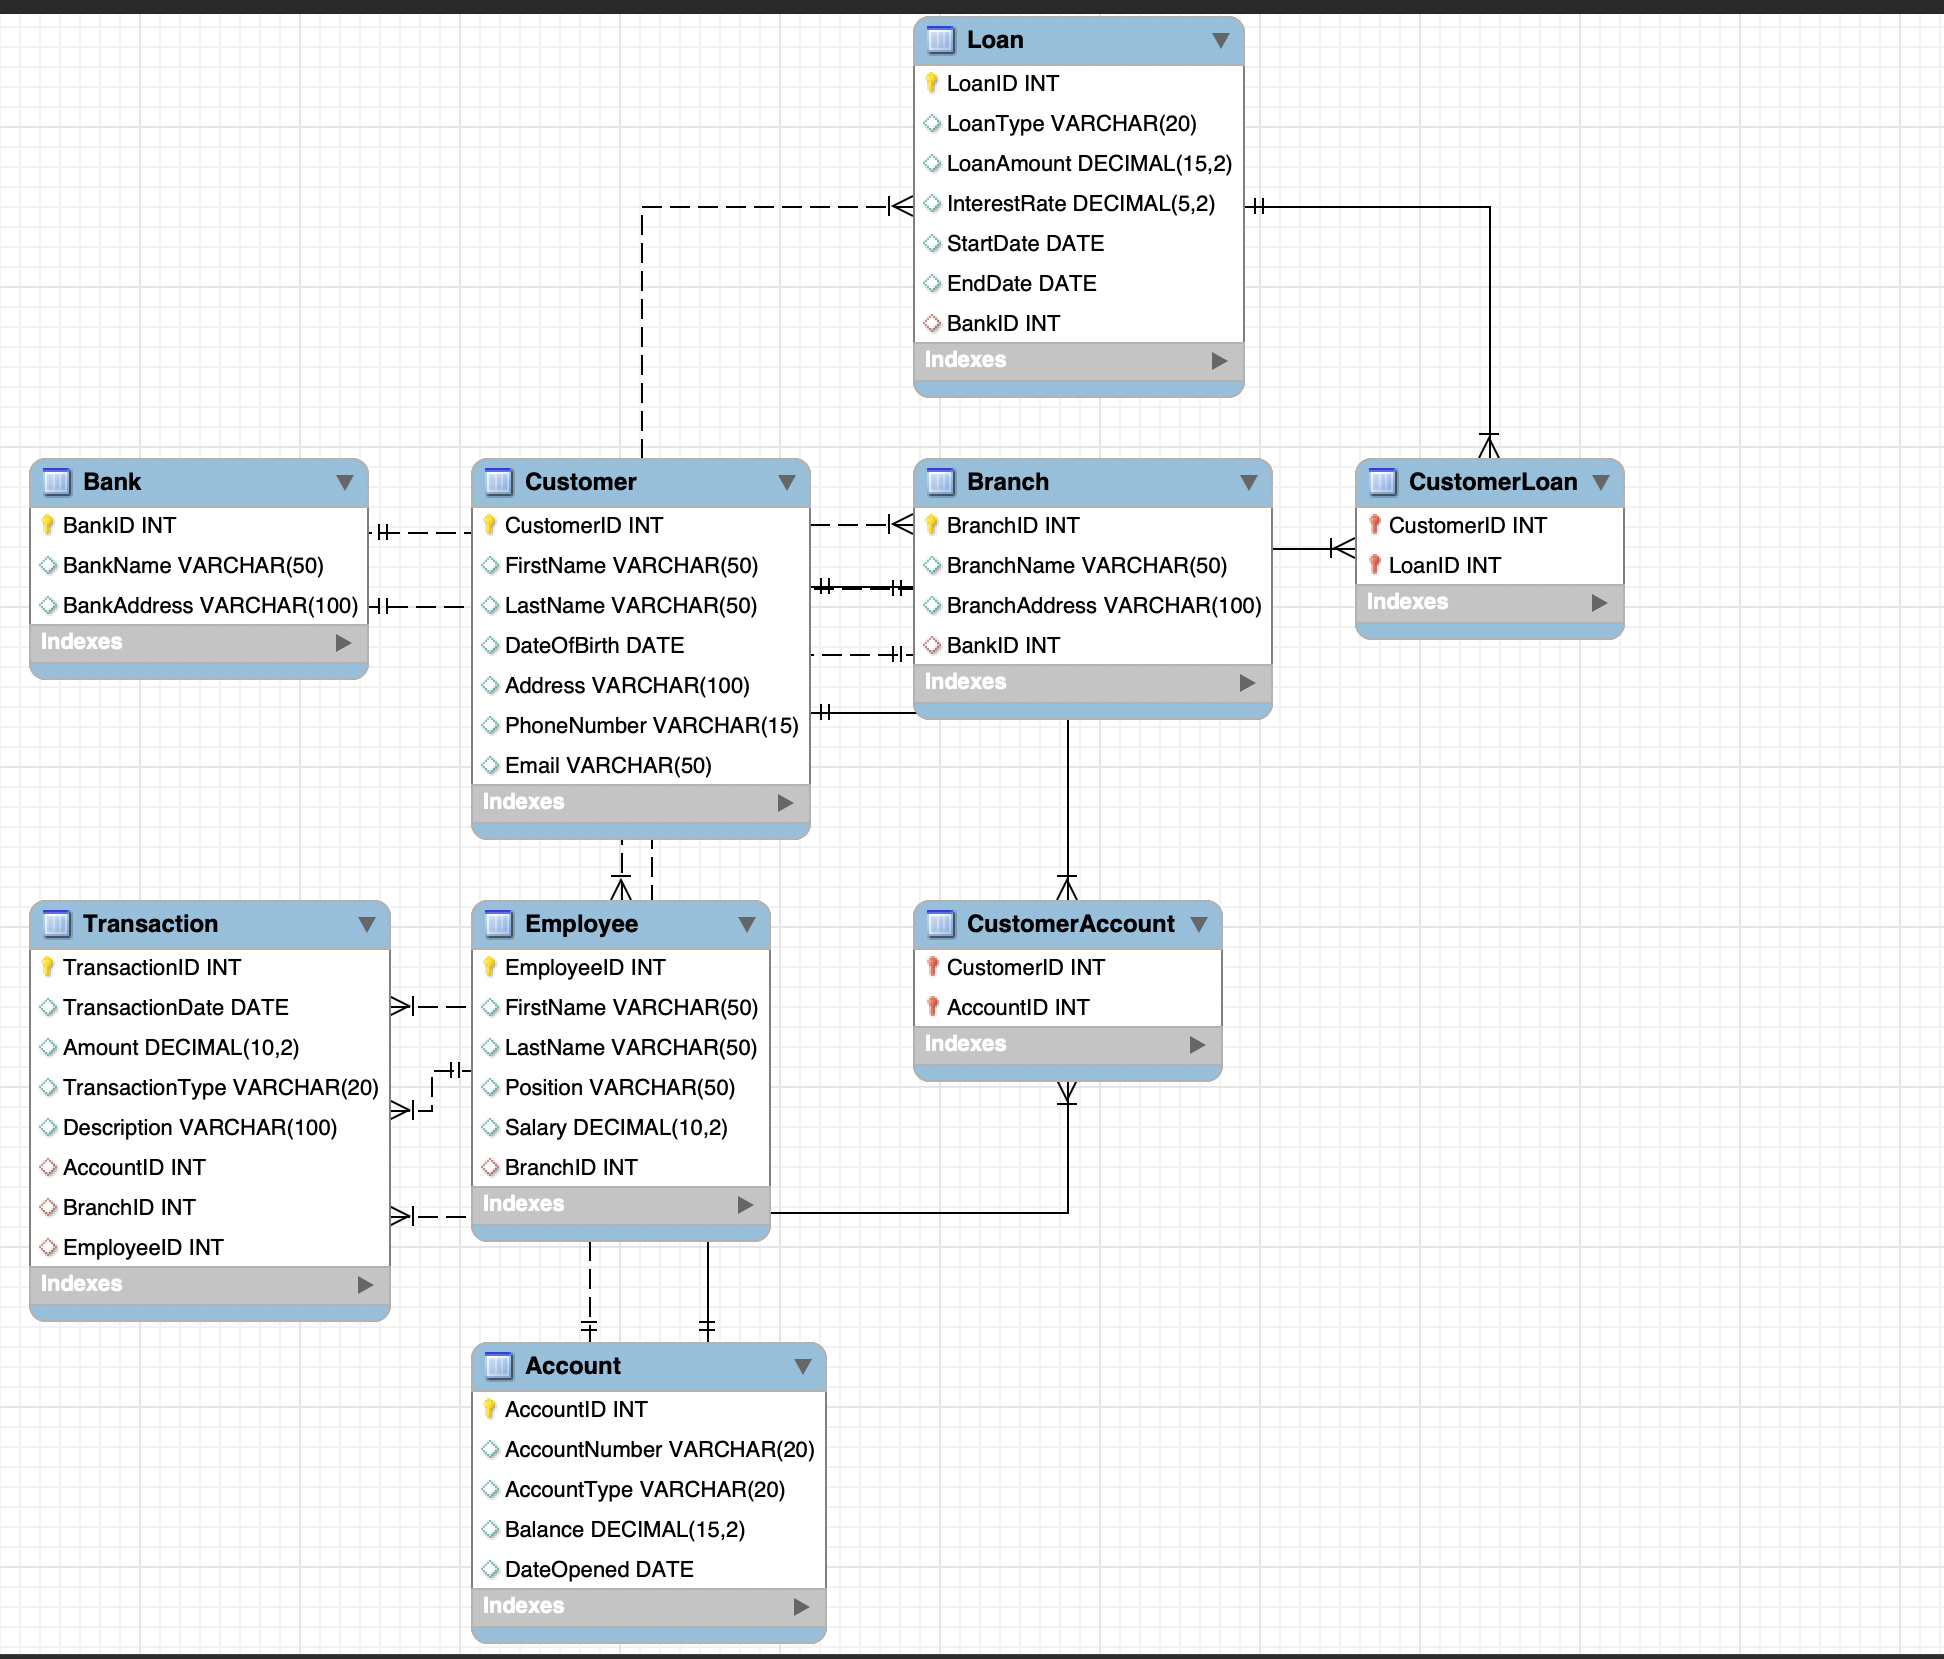 Loan
LoanID INT
LoanType VARCHAR(20)
LoanAmount DECIMAL(15,2)
InterestRate DECIMAL(5,2)
StartDate DATE
EndDate DATE
BankID INT
Indexes
Bank
BankID INT
BankName VARCHAR(50)
BankAddress VARCHAR(100)
Indexes
Customer
CustomerID INT
FirstName VARCHAR(50)
LastName VARCHAR(50)
DateOfBirth DATE
Address VARCHAR(100)
PhoneNumber VARCHAR(15)
Email VARCHAR(50)
Indexes
Branch
BranchID INT
BranchName VARCHAR(50)
BranchAddress VARCHAR(100)
BankID INT
Indexes
CustomerLoan
CustomerID INT
LoanID INT
Indexes
Transaction
TransactionID INT
TransactionDate DATE
Amount DECIMAL(10,2)
TransactionType VARCHAR(20)
Description VARCHAR(100)
AccountID INT
BranchID INT
EmployeeID INT
Indexes
Employee
EmployeeID INT
FirstName VARCHAR(50)
LastName VARCHAR(50)
Position VARCHAR(50)
Salary DECIMAL(10,2)
BranchID INT
Indexes
CustomerAccount
CustomerID INT
AccountID INT
Indexes
Account
AccountID INT
AccountNumber VARCHAR(20)
AccountType VARCHAR(20)
Balance DECIMAL(15,2)
DateOpened DATE
Indexes